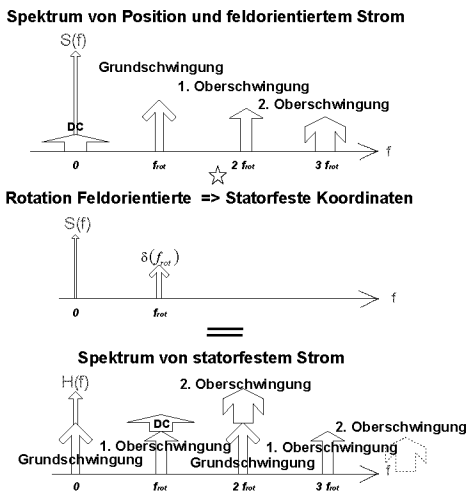 Spektrum von Position und feldorientiertem Strom
S(f)
Grundschwingung
1. Oberschwingung
2. Oberschwingung
DC
f
0 frot 2 frot 3 frot
Rotation Feldorientierte => Statorfeste Koordinaten
S(f)
δ(frot)
f
0 frot
=
Spektrum von statorfestem Strom
H(f)
2. Oberschwingung
DC
2. Oberschwingung
1. Oberschwingung
1. Oberschwingung
Grundschwingung
Grundschwingung
f
0 frot 2 frot 3 frot